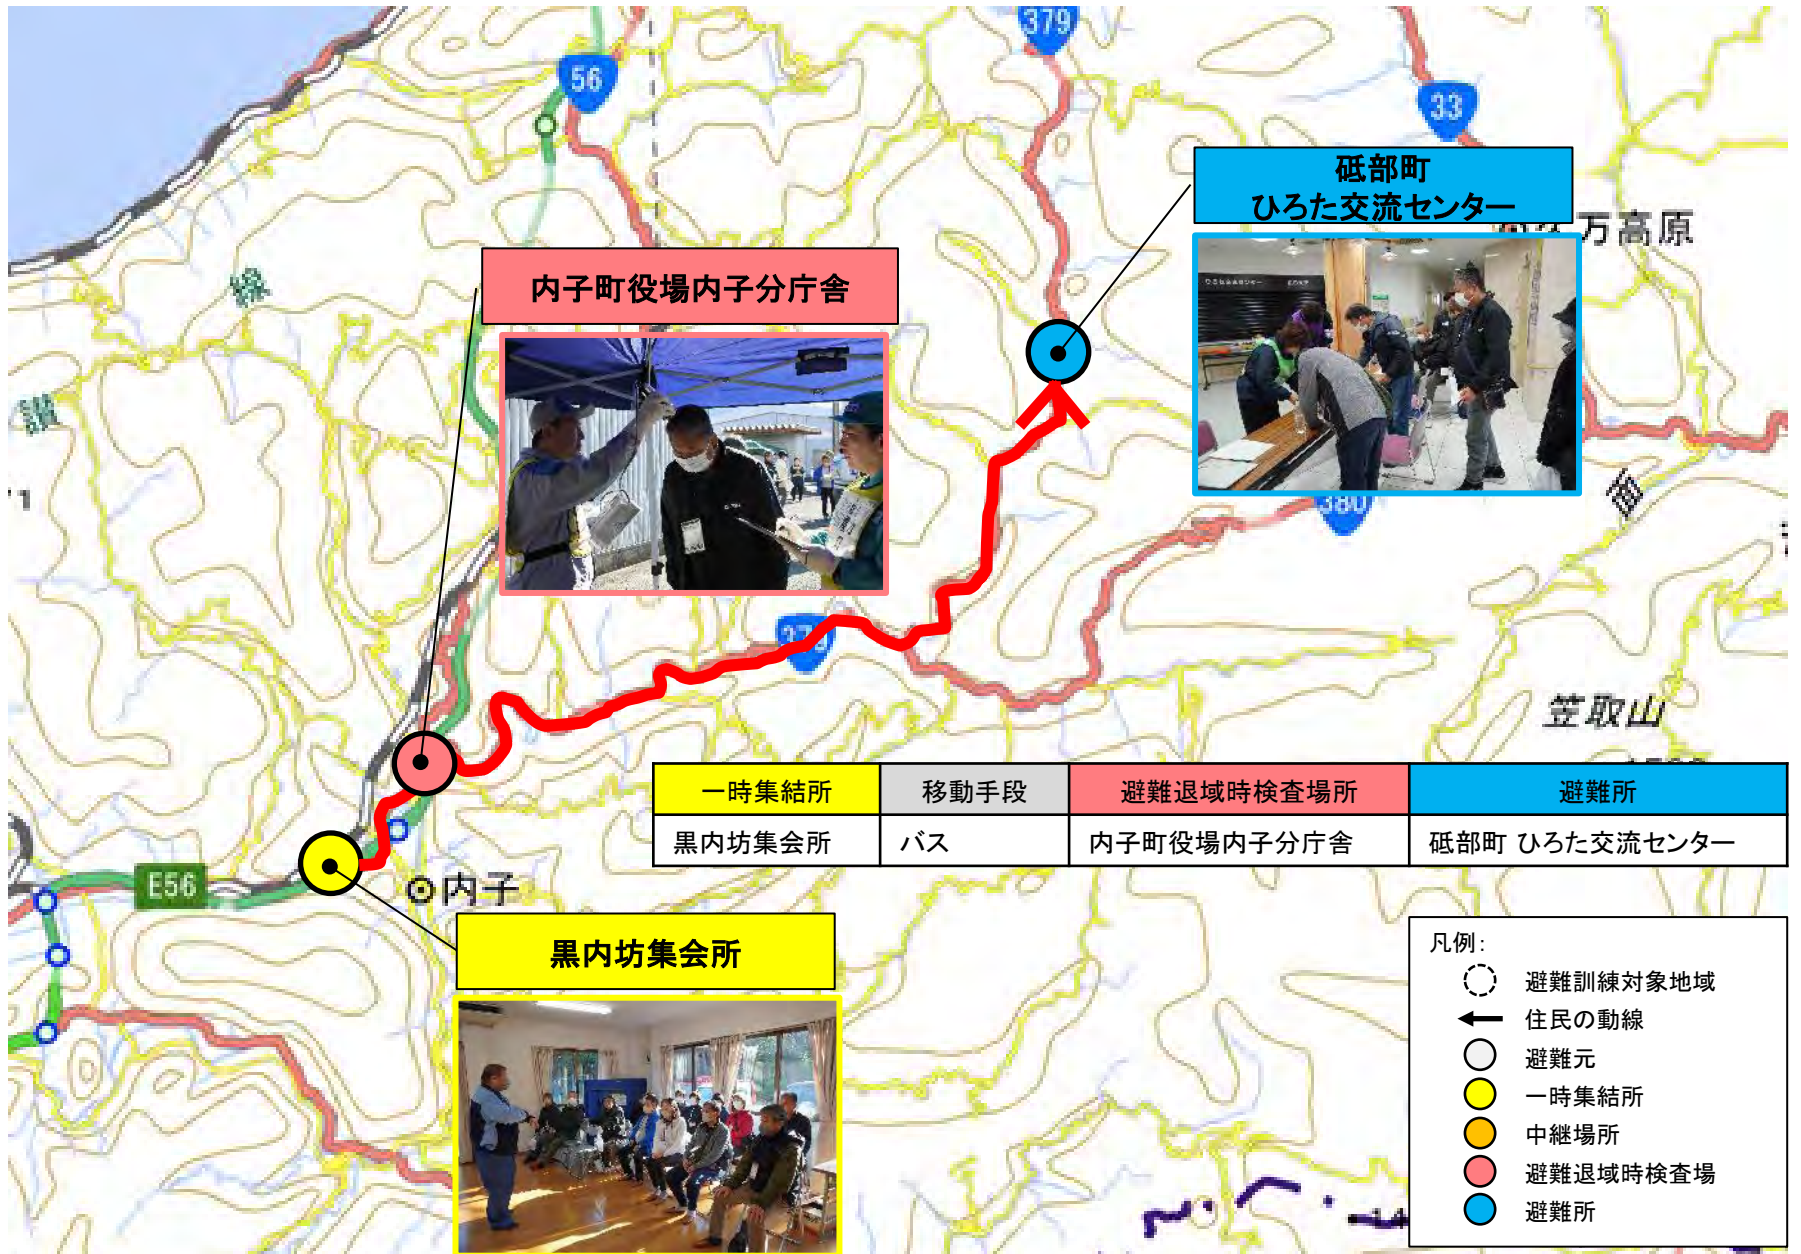 379
56
33
砥部町
ひろた交流センター
万高原
内子町役場内子分庁舎
線
讃
380
379
笠取山
一時集結所 移動手段 避難退域時検査場所 避難所
黒内坊集会所 バス 内子町役場内子分庁舎 砥部町 ひろた交流センター
E56
内子
黒内坊集会所
凡例:
避難訓練対象地域
住民の動線
避難元
一時集結所
中継場所
避難退域時検査場
避難所